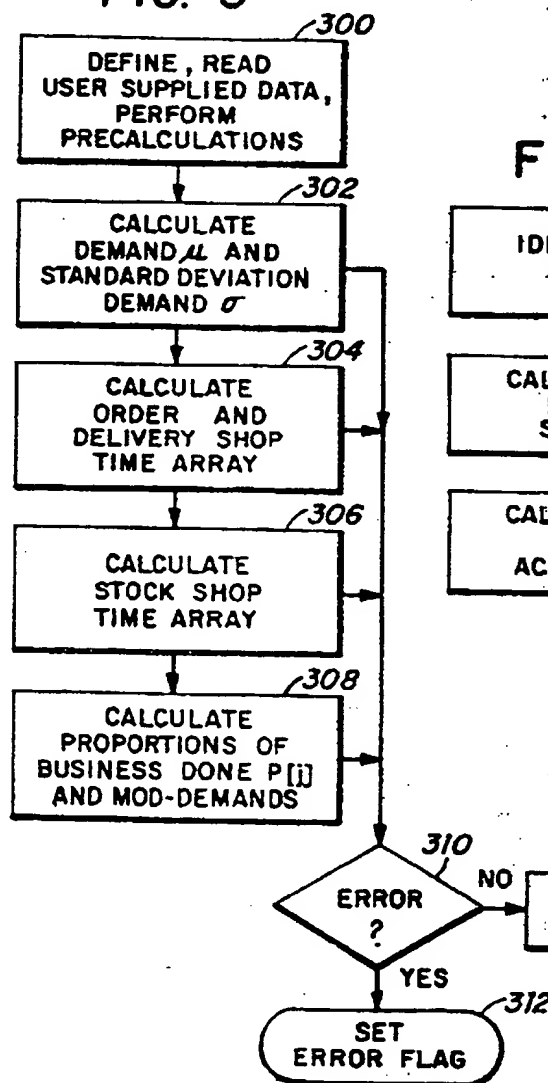 300
DEFINE, READ
USER SUPPLIED DATA,
PERFORM
PRECALCULATIONS
302
CALCULATE
DEMAND μ AND
STANDARD DEVIATION
DEMAND σ
304
CALCULATE
ORDER AND
DELIVERY SHOP
TIME ARRAY
306
CALCULATE
STOCK SHOP
TIME ARRAY
308
CALCULATE
PROPORTIONS OF
BUSINESS DONE P[j]
AND MOD-DEMANDS
310
ERROR
?
NO
YES
312
SET
ERROR FLAG
F